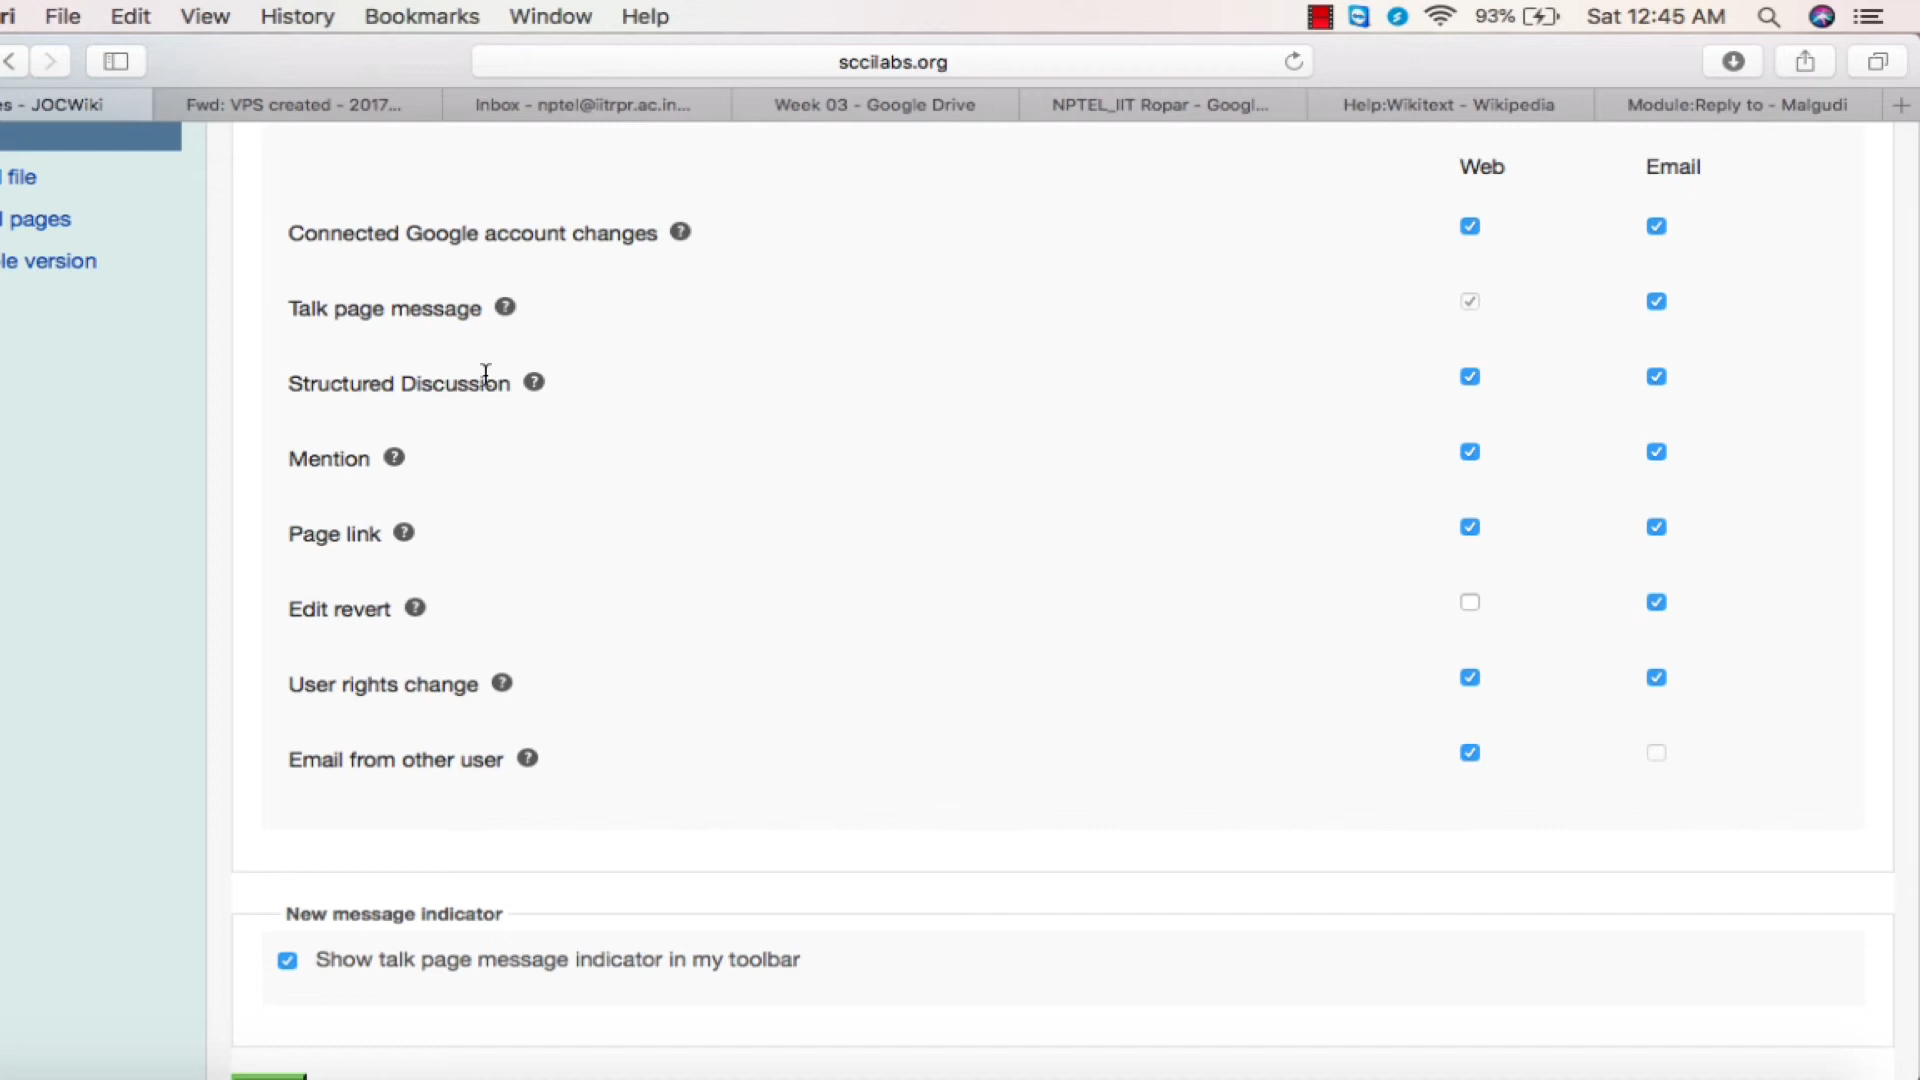 ri File Edit View History Bookmarks Window Help 93% Sat 12:45 AM
sccilabs.org
es - JOCWiki Fwd: VPS created - 2017... Inbox - nptel@iitrpr.ac.in... Week 03 - Google Drive NPTEL_IIT Ropar - Googl... Help:Wikitext - Wikipedia Module:Reply to - Malgudi
file
pages
le version
Web Email
Connected Google account changes ?
Talk page message ?
Structured Discussion ?
Mention ?
Page link ?
Edit revert ?
User rights change ?
Email from other user ?
New message indicator
Show talk page message indicator in my toolbar